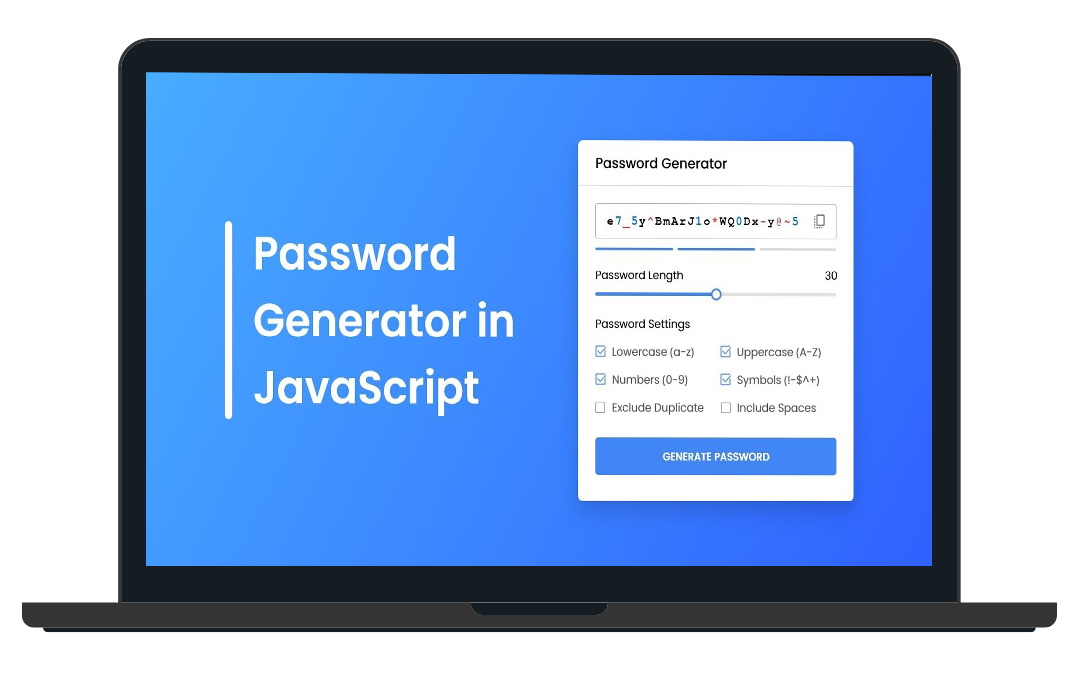 Password
Generator in
JavaScript
Password Generator
e7_5y^BmArJ1o*WQ0Dx-y@~5
Password Length 30
Password Settings
Lowercase (a-z) Uppercase (A-Z)
Numbers (0-9) Symbols (!-$^+)
Exclude Duplicate Include Spaces
GENERATE PASSWORD